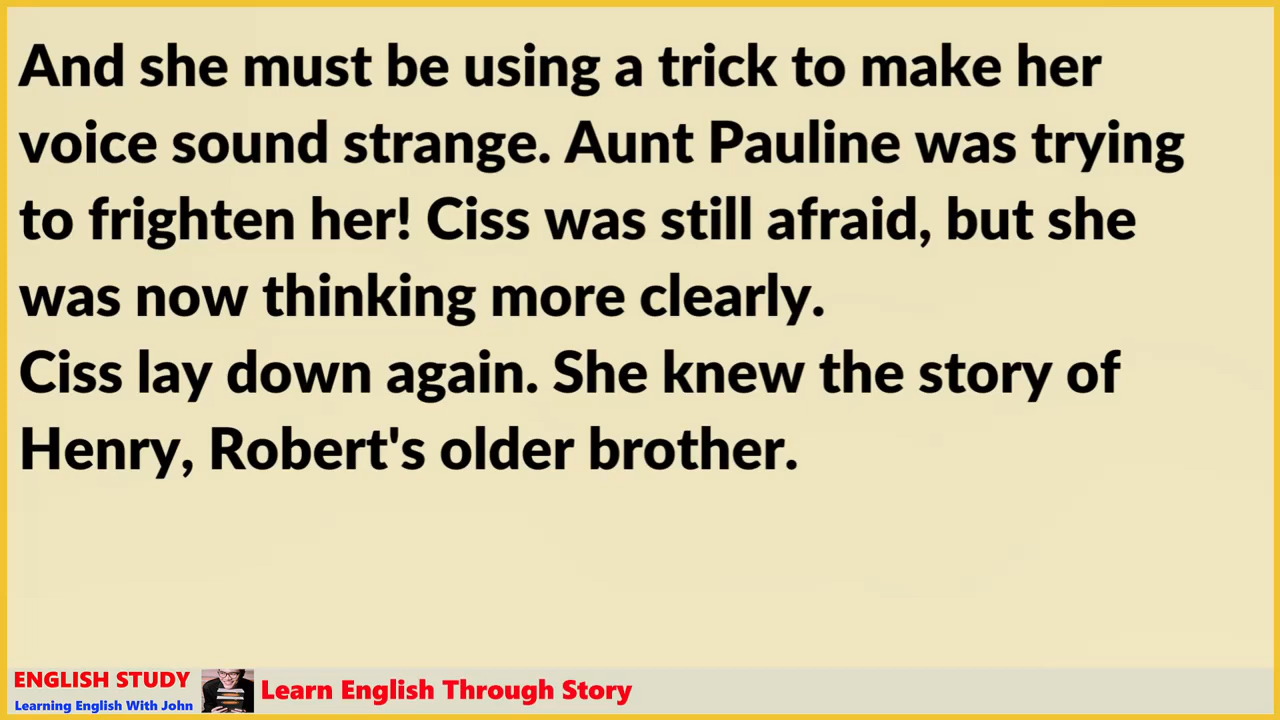 And she must be using a trick to make her
voice sound strange. Aunt Pauline was trying
to frighten her! Ciss was still afraid, but she
was now thinking more clearly.
Ciss lay down again. She knew the story of
Henry, Robert's older brother.
ENGLISH STUDY
Learning English With John
Learn English Through Story